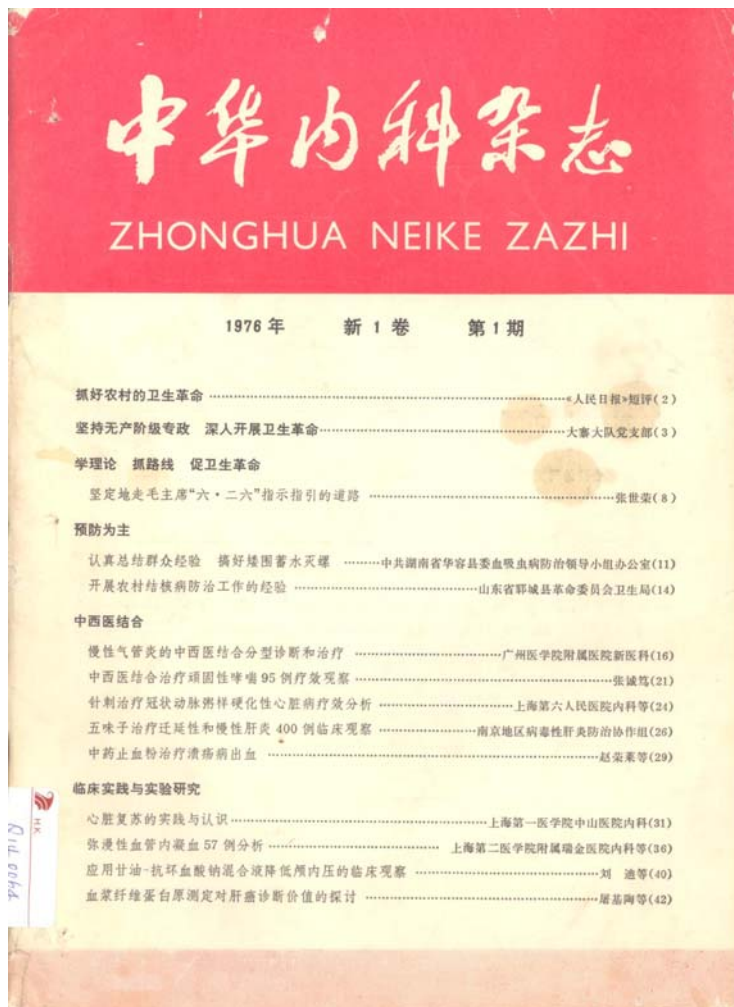 中华内科杂志
ZHONGHUA NEIKE ZAZHI
1976年 新1卷 第1期
抓好农村的卫生革命……《人民日报》短评(2)
坚持无产阶级专政 深入开展卫生革命……大寨大队党支部(3)
学理论 抓路线 促卫生革命
坚定地走毛主席“六·二六”指示指引的道路……张世荣(8)
预防为主
认真总结群众经验 搞好矮围蓄水灭螺……中共湖南省华容县委血吸虫病防治领导小组办公室(11)
开展农村结核病防治工作的经验……山东省郓城县革命委员会卫生局(14)
中西医结合
慢性气管炎的中西医结合分型诊断和治疗……广州医学院附属医院新医科(16)
中西医结合治疗顽固性哮喘95例疗效观察……张诚笃(21)
针刺治疗冠状动脉粥样硬化性心脏病疗效分析……上海第六人民医院内科等(24)
五味子治疗迁延性和慢性肝炎400例临床观察……南京地区病毒性肝炎防治协作组(26)
中药止血粉治疗溃疡病出血……赵荣莱等(29)
临床实践与实验研究
心脏复苏的实践与认识……上海第一医学院中山医院内科(31)
弥漫性血管内凝血57例分析……上海第二医学院附属瑞金医院内科等(36)
应用甘油-抗坏血酸钠混合液降低颅内压的临床观察……刘 迪等(40)
血浆纤维蛋白原测定对肝癌诊断价值的探讨……屠基陶等(42)
HK